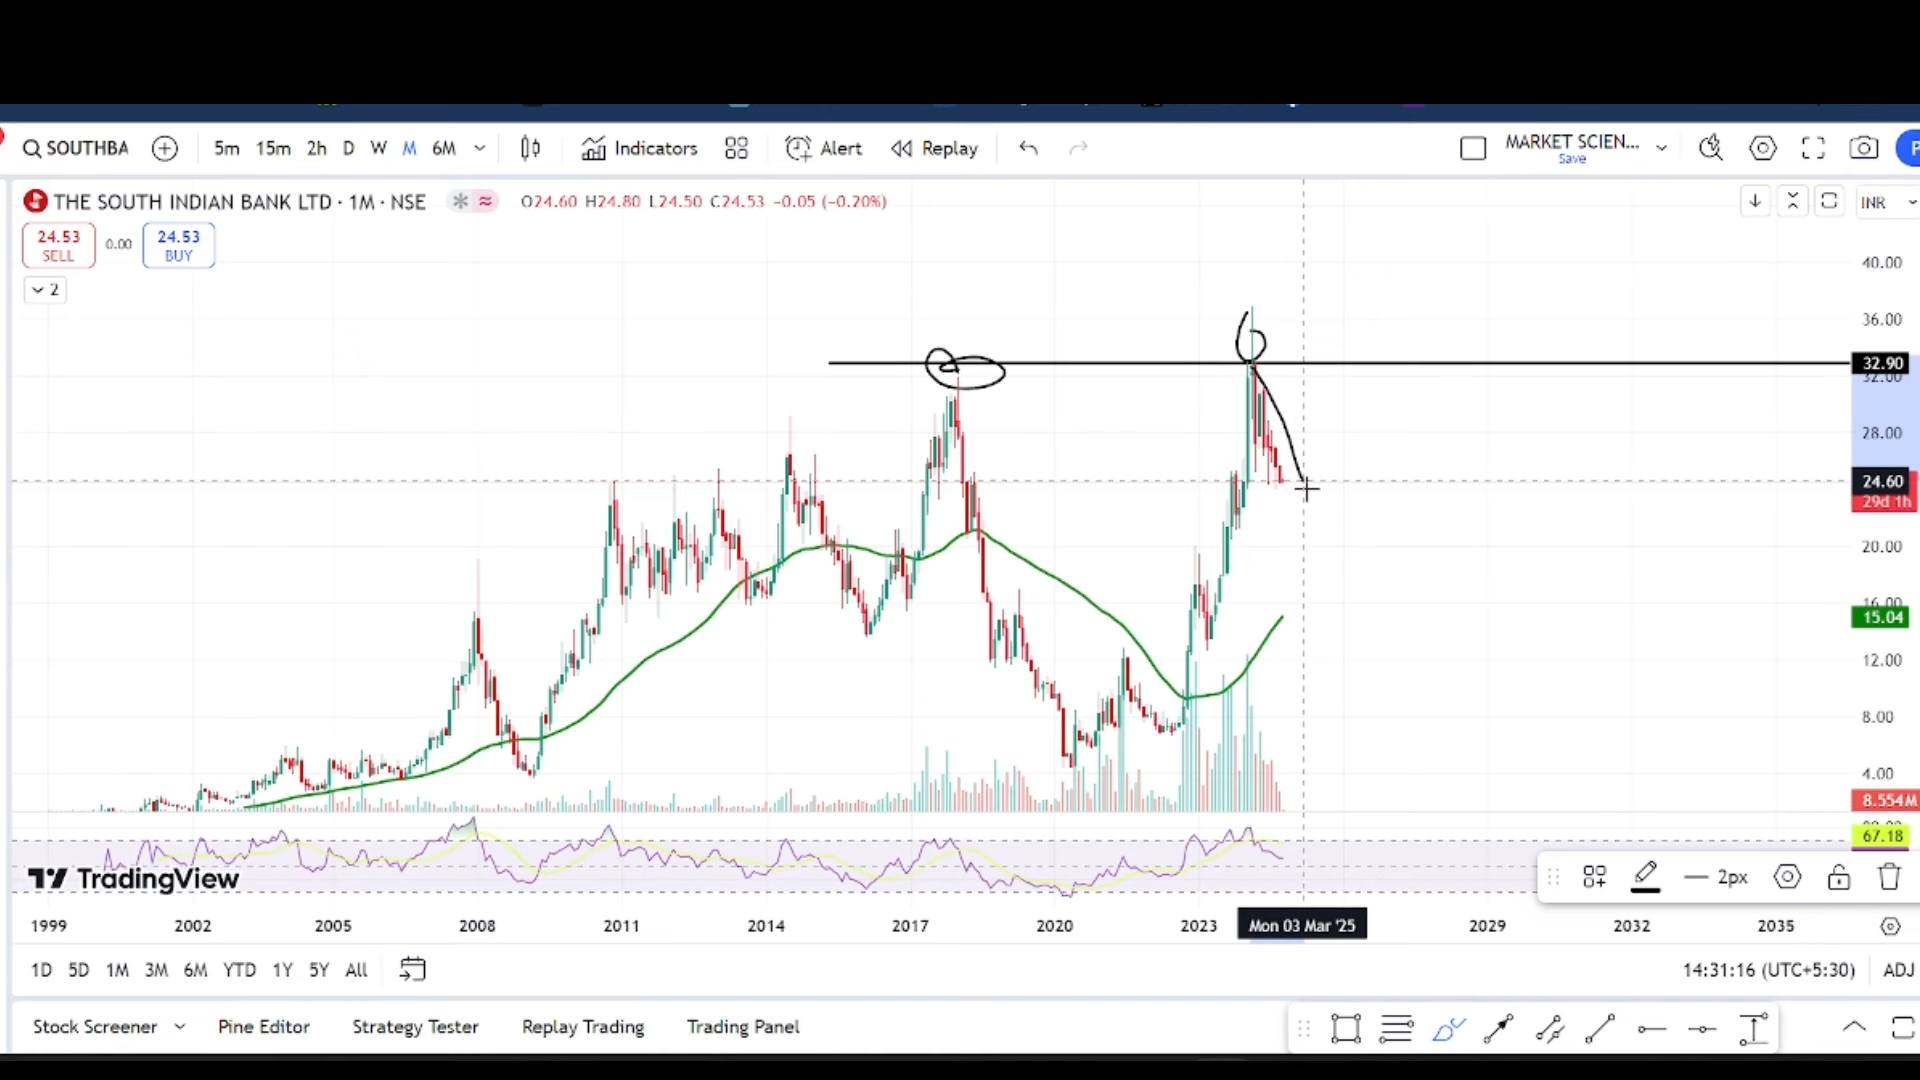 SOUTHBA 5m 15m 2h D W M 6M Indicators Alert Replay MARKET SCIEN...
Save
THE SOUTH INDIAN BANK LTD · 1M · NSE O24.60 H24.80 L24.50 C24.53 −0.05 (−0.20%) INR
24.53 0.00 24.53
SELL BUY
2
40.00
36.00
32.90
32.00
28.00
24.60
29d 1h
20.00
16.00
15.04
12.00
8.00
4.00
8.554M
67.18
TradingView
2px
1999 2002 2005 2008 2011 2014 2017 2020 2023 Mon 03 Mar '25 2029 2032 2035
1D 5D 1M 3M 6M YTD 1Y 5Y All 14:31:16 (UTC+5:30) ADJ
Stock Screener Pine Editor Strategy Tester Replay Trading Trading Panel